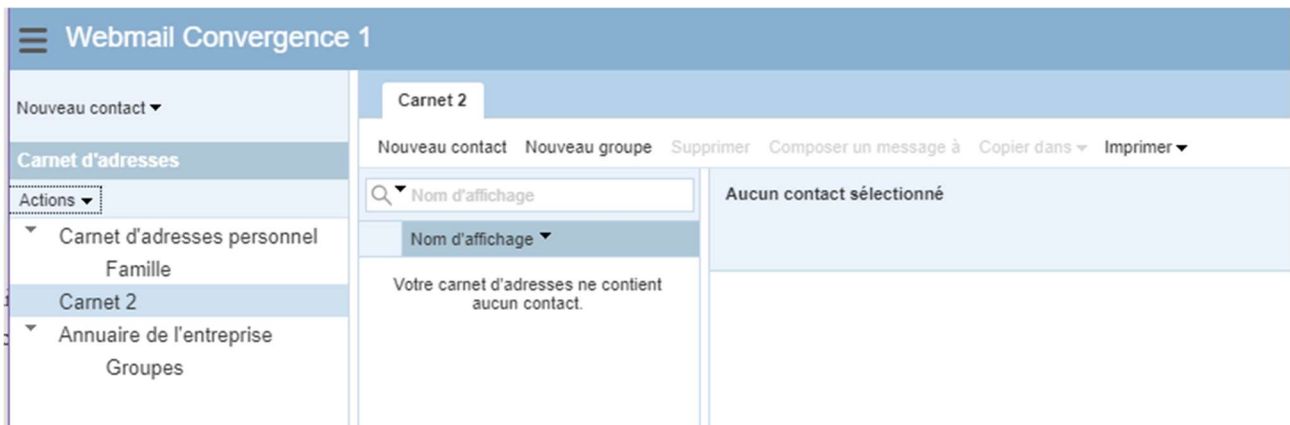 Webmail Convergence 1
Nouveau contact
Carnet d'adresses
Actions
Carnet d'adresses personnel
Famille
Carnet 2
Annuaire de l'entreprise
Groupes
Carnet 2
Nouveau contact Nouveau groupe Supprimer Composer un message à Copier dans Imprimer
Nom d'affichage
Nom d'affichage
Votre carnet d'adresses ne contient
aucun contact.
Aucun contact sélectionné